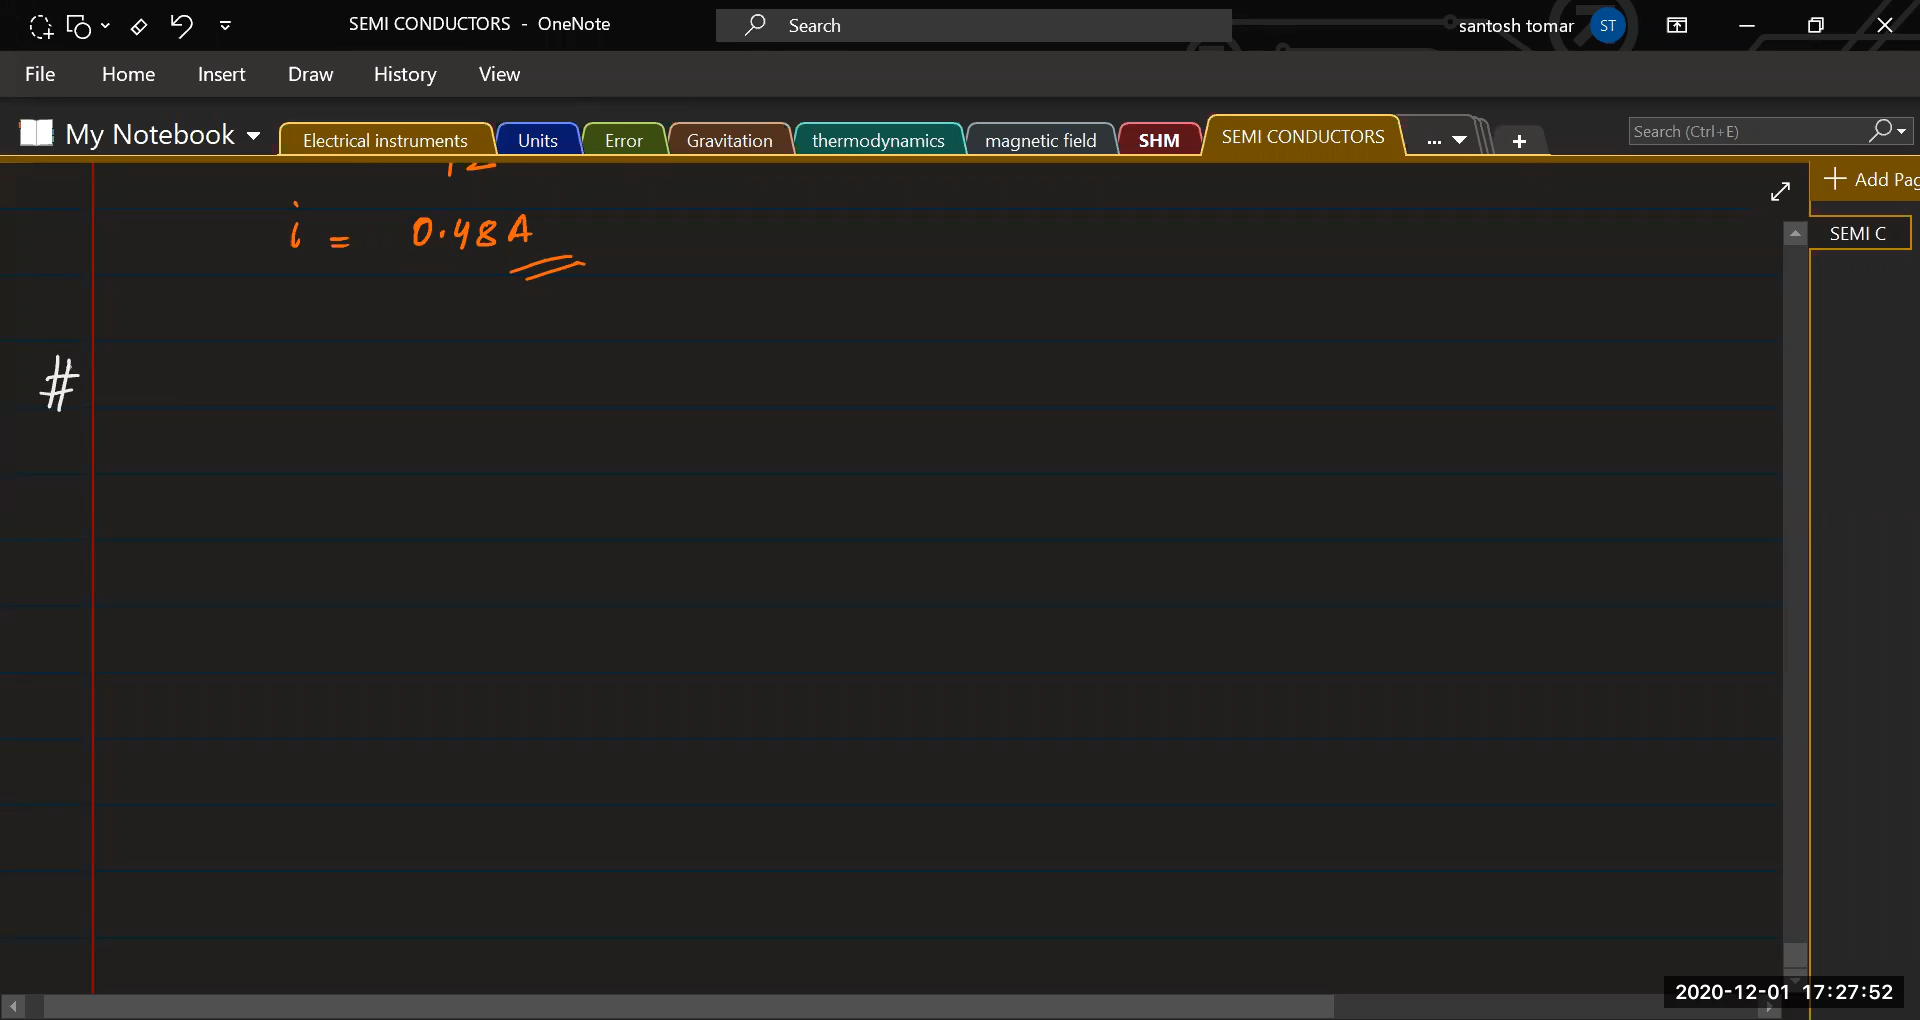 SEMI CONDUCTORS - OneNote
Search
santosh tomar
ST
File Home Insert Draw History View
My Notebook
Electrical instruments
Units
Error
Gravitation
thermodynamics
magnetic field
SHM
SEMI CONDUCTORS
...
Search (Ctrl+E)
Add Pag
SEMI C
i = 0.48 A
#
2020-12-01 17:27:52